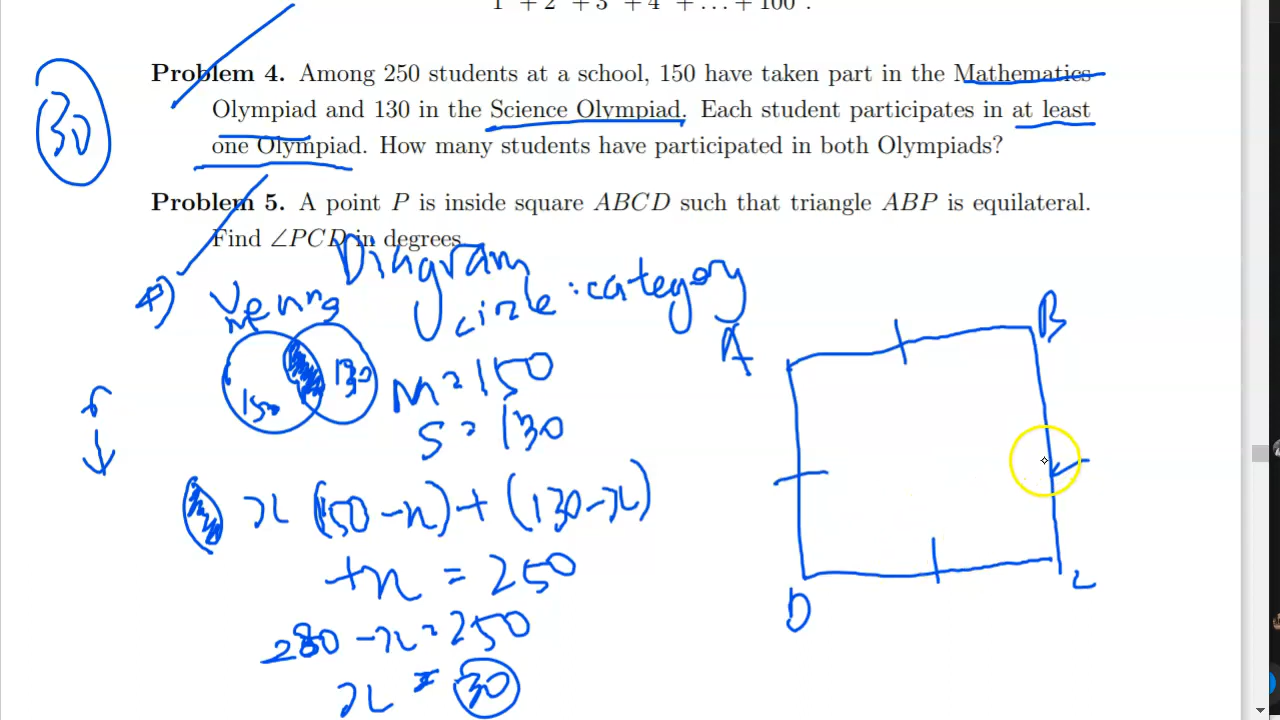 1 + 2 + 3 + 4 + ... + 100 .
30
Problem 4. Among 250 students at a school, 150 have taken part in the Mathematics
Olympiad and 130 in the Science Olympiad. Each student participates in at least
one Olympiad. How many students have participated in both Olympiads?
Problem 5. A point P is inside square ABCD such that triangle ABP is equilateral.
Find ∠PCD in degrees
4)
Diagram
circle : category
150
130
M = 150
S = 130
x (150 - x) + (130 - x)
+ x = 250
280 - x = 250
x = 30
A
B
D
C